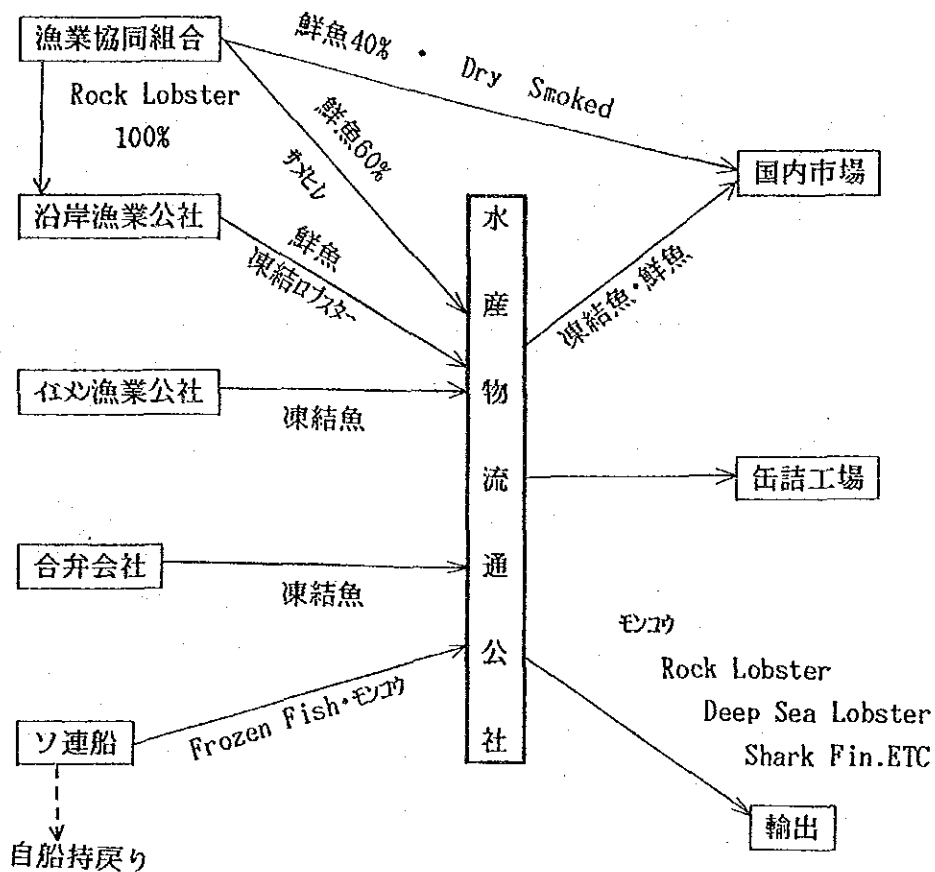 漁業協同組合
鮮魚40% ・ Dry Smoked
Rock Lobster
100%
鮮魚60%
サメヒレ
国内市場
沿岸漁業公社
鮮魚
凍結ロブスター
水産物流通公社
凍結魚・鮮魚
イエメン漁業公社
凍結魚
缶詰工場
合弁会社
凍結魚
モンコウ
Rock Lobster
Deep Sea Lobster
Shark Fin.ETC
ソ連船
Frozen Fish・モンコウ
輸出
自船持戻り